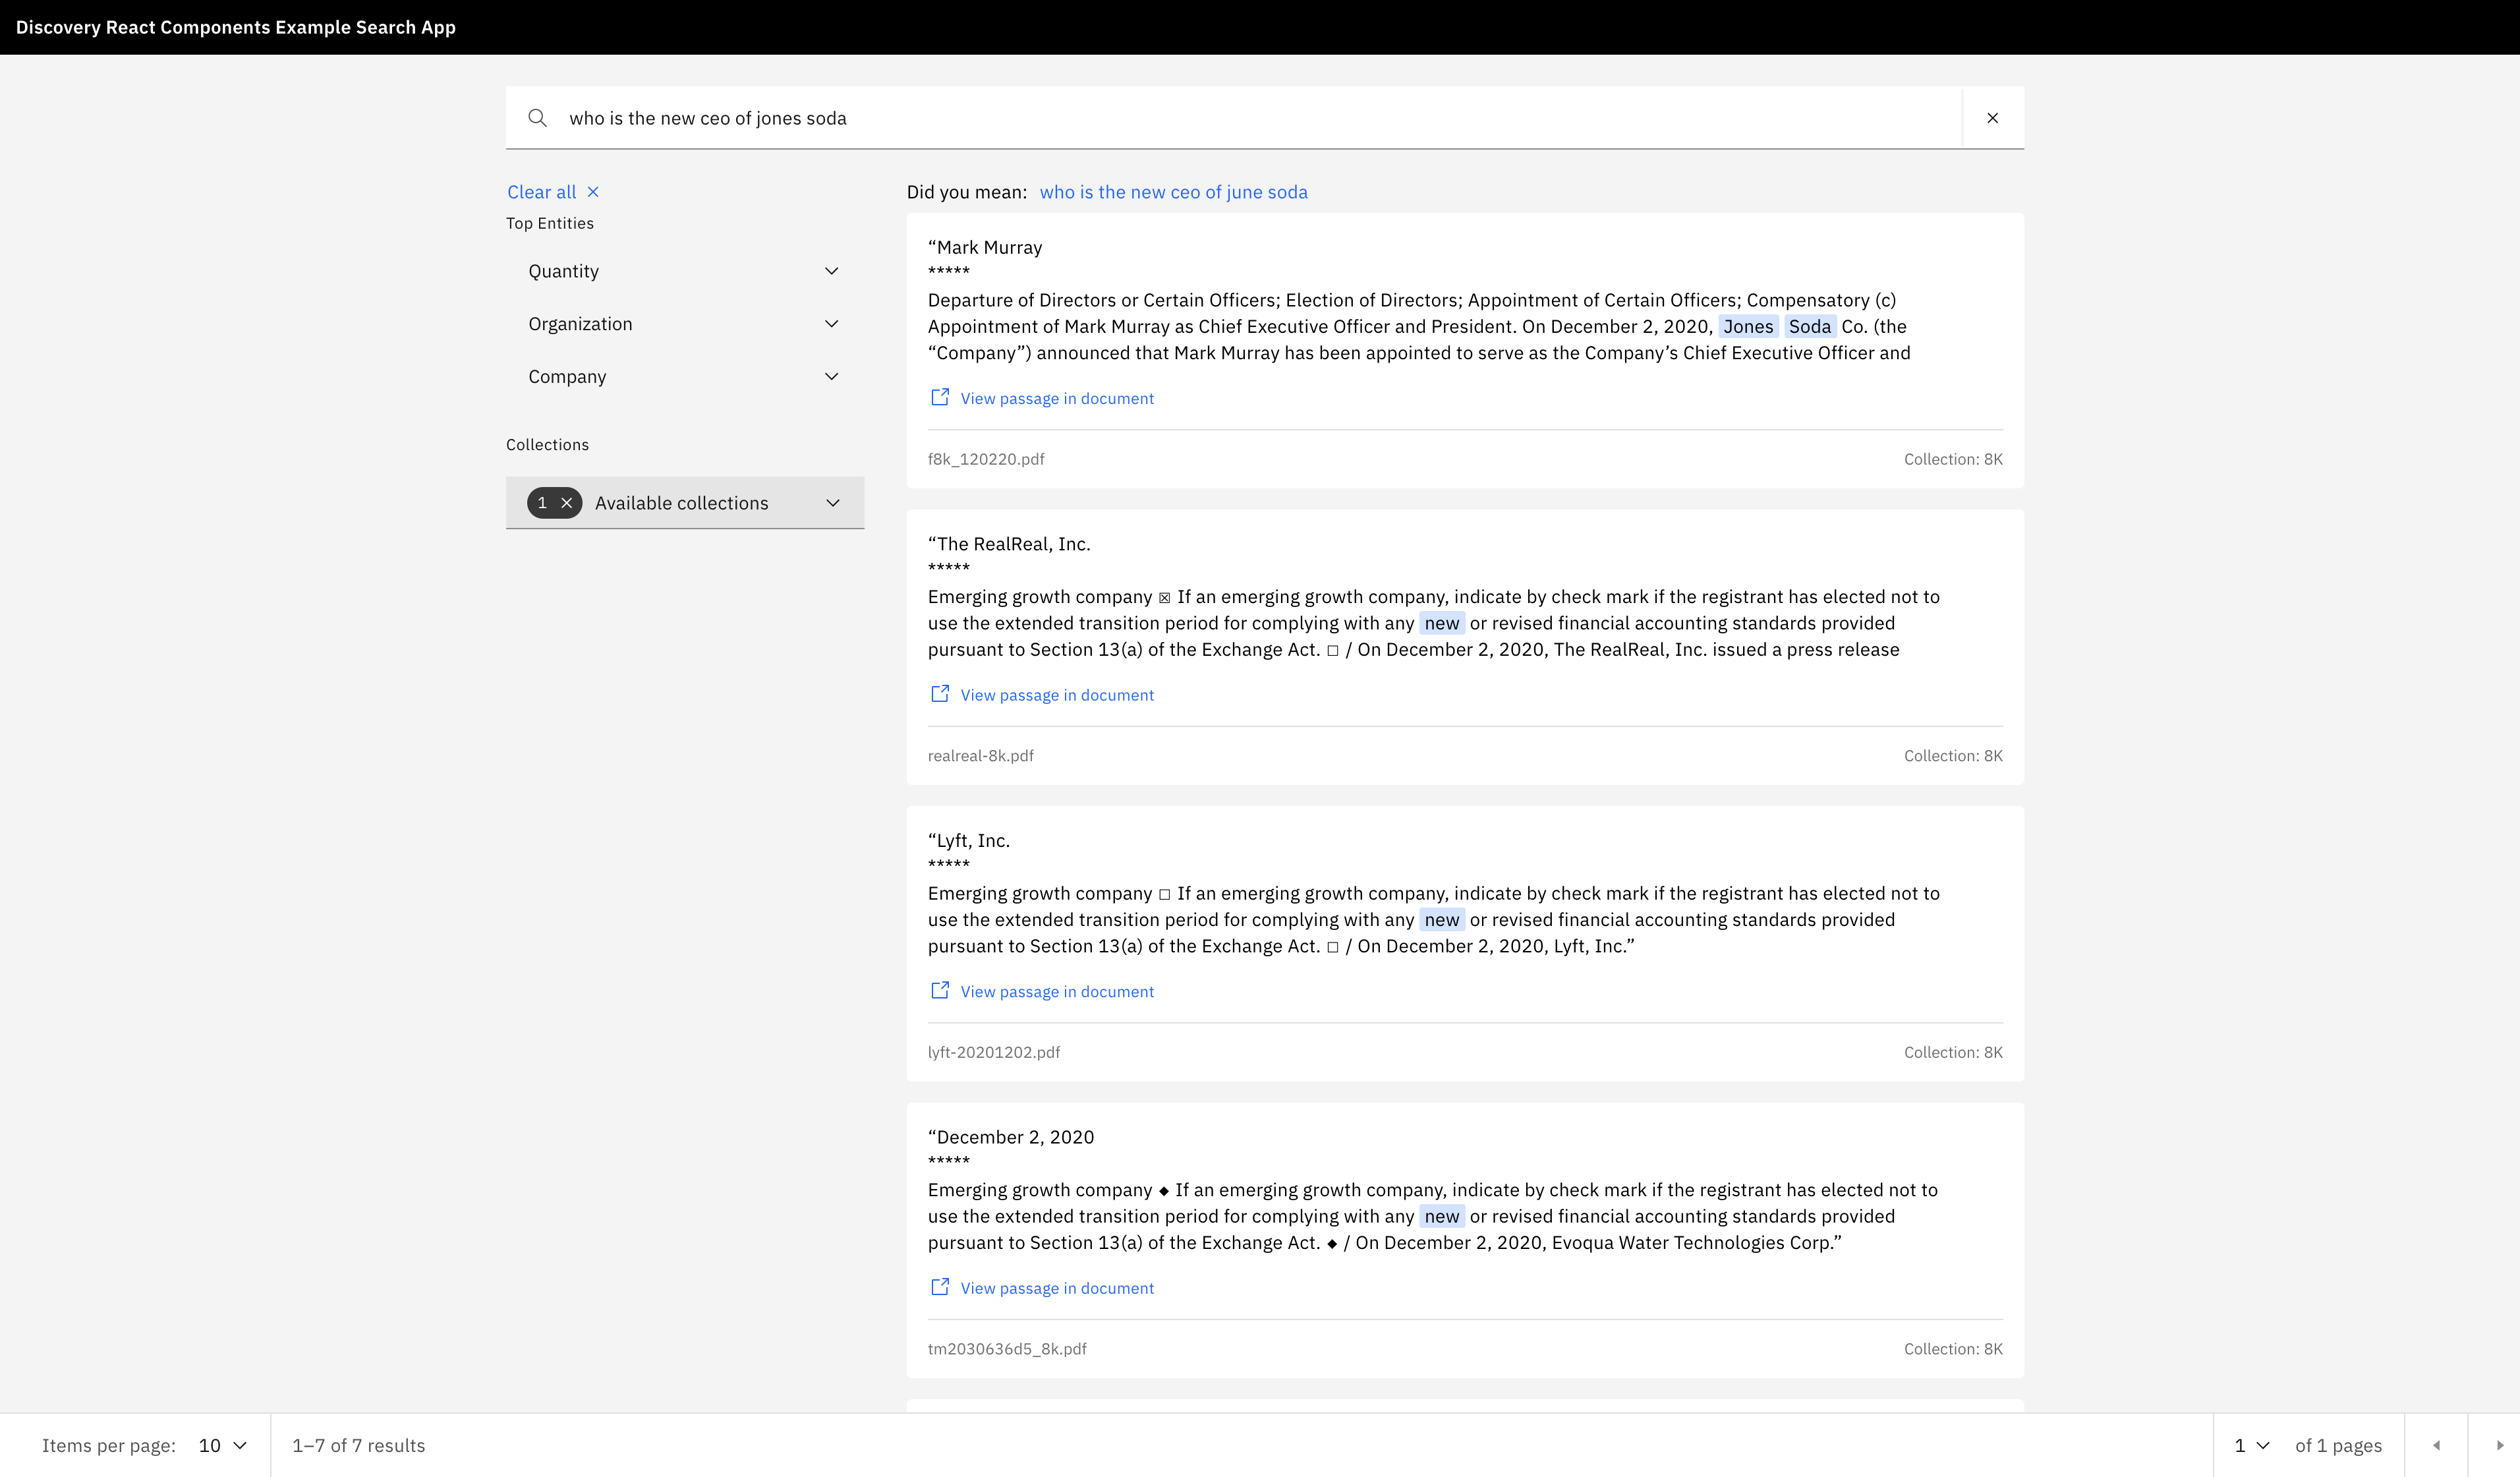 Discovery React Components Example Search App
who is the new ceo of jones soda
Clear all
Top Entities
Quantity
Organization
Company
Collections
1 Available collections
Did you mean: who is the new ceo of june soda
“Mark Murray
*****
Departure of Directors or Certain Officers; Election of Directors; Appointment of Certain Officers; Compensatory (c)
Appointment of Mark Murray as Chief Executive Officer and President. On December 2, 2020, Jones Soda Co. (the
“Company”) announced that Mark Murray has been appointed to serve as the Company’s Chief Executive Officer and
View passage in document
f8k_120220.pdf
Collection: 8K
“The RealReal, Inc.
*****
Emerging growth company ☒ If an emerging growth company, indicate by check mark if the registrant has elected not to
use the extended transition period for complying with any new or revised financial accounting standards provided
pursuant to Section 13(a) of the Exchange Act. ☐ / On December 2, 2020, The RealReal, Inc. issued a press release
View passage in document
realreal-8k.pdf
Collection: 8K
“Lyft, Inc.
*****
Emerging growth company ☐ If an emerging growth company, indicate by check mark if the registrant has elected not to
use the extended transition period for complying with any new or revised financial accounting standards provided
pursuant to Section 13(a) of the Exchange Act. ☐ / On December 2, 2020, Lyft, Inc.”
View passage in document
lyft-20201202.pdf
Collection: 8K
“December 2, 2020
*****
Emerging growth company ◆ If an emerging growth company, indicate by check mark if the registrant has elected not to
use the extended transition period for complying with any new or revised financial accounting standards provided
pursuant to Section 13(a) of the Exchange Act. ◆ / On December 2, 2020, Evoqua Water Technologies Corp.”
View passage in document
tm2030636d5_8k.pdf
Collection: 8K
Items per page: 10
1–7 of 7 results
1 of 1 pages